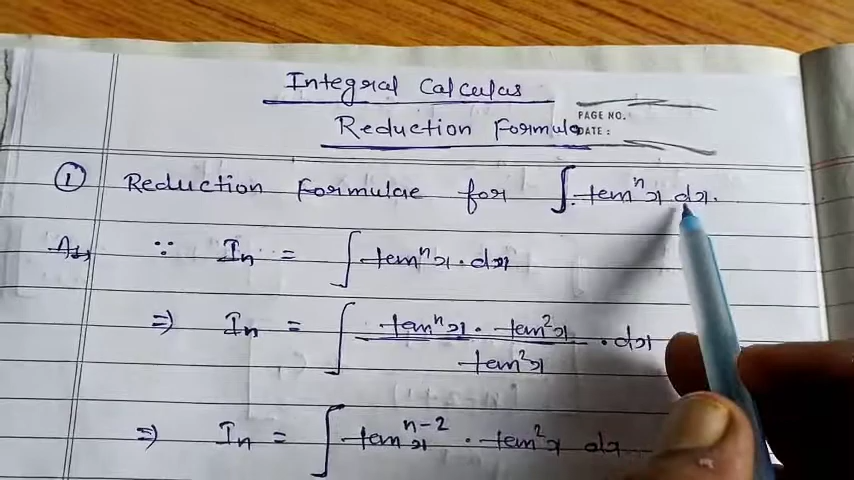 Integral Calculus
PAGE NO.
Reduction Formula
DATE :
① Reduction Formulae for ∫ tanⁿx dx.
Ans ∵ Iₙ = ∫ tanⁿx · dx
⇒ Iₙ = ∫ (tanⁿx · tan²x)/(tan²x) · dx
⇒ Iₙ = ∫ tanⁿ⁻²x · tan²x dx